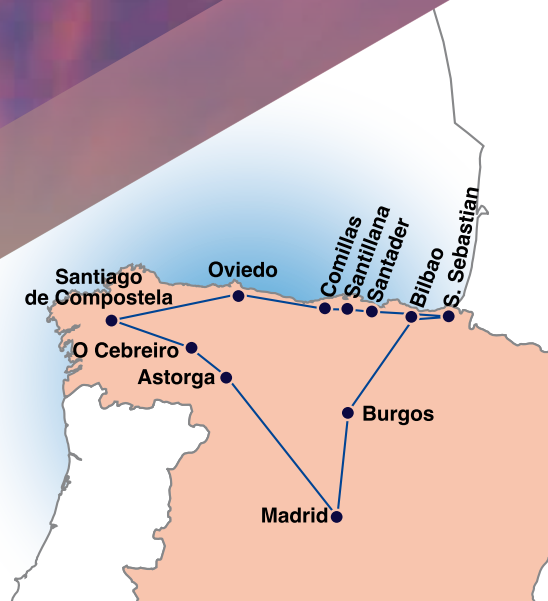 Comillas
Santillana
Santader
Bilbao
S. Sebastian
Oviedo
Santiago
de Compostela
O Cebreiro
Astorga
Burgos
Madrid